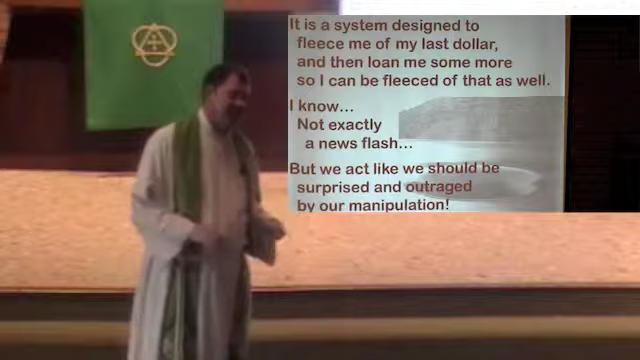 It is a system designed to
fleece me of my last dollar,
and then loan me some more
so I can be fleeced of that as well.
I know...
Not exactly
a news flash...
But we act like we should be
surprised and outraged
by our manipulation!